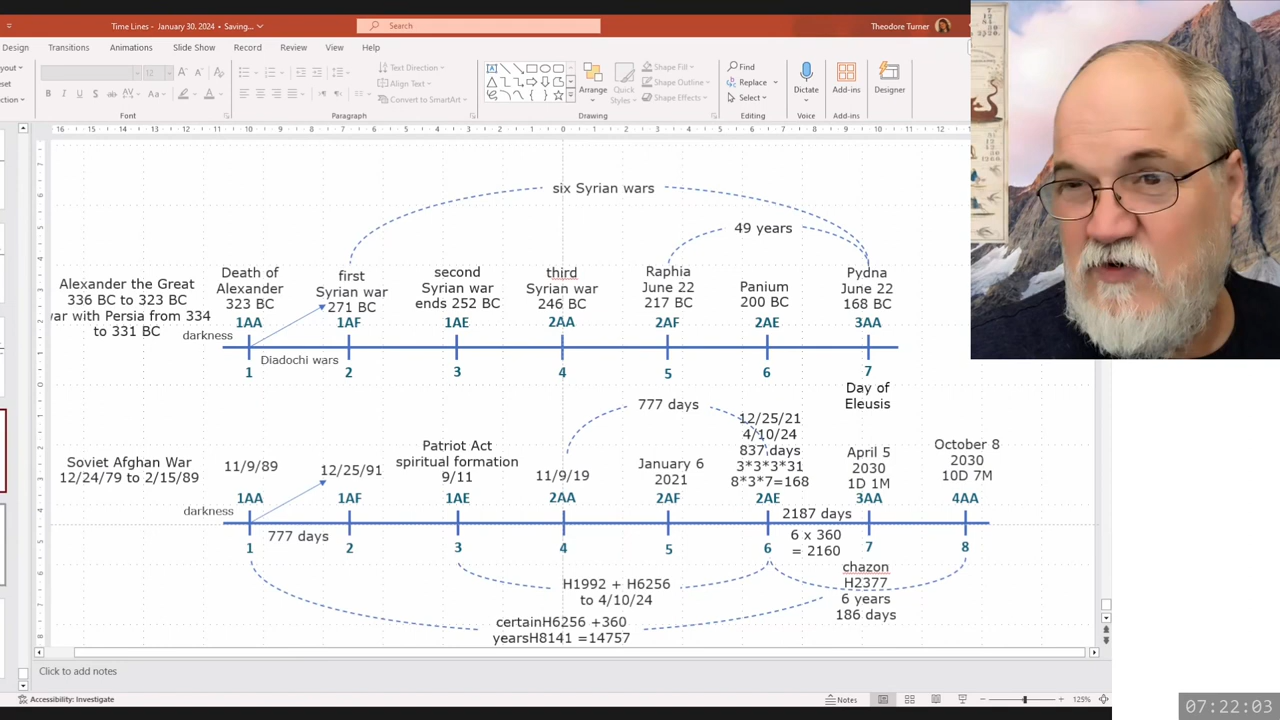 Time Lines - January 30, 2024 • Saving...
Search
Theodore Turner
Design Transitions Animations Slide Show Record Review View Help
Text Direction
Align Text
Convert to SmartArt
Arrange
Quick
Styles
Shape Fill
Shape Outline
Shape Effects
Find
Replace
Select
Dictate
Add-ins
Designer
Font
Paragraph
Drawing
Editing
Voice
Add-ins
six Syrian wars
49 years
Alexander the Great
336 BC to 323 BC
war with Persia from 334
to 331 BC
Death of
Alexander
323 BC
1AA
first
Syrian war
271 BC
1AF
second
Syrian war
ends 252 BC
1AE
third
Syrian war
246 BC
2AA
Raphia
June 22
217 BC
2AF
Panium
200 BC
2AE
Pydna
June 22
168 BC
3AA
darkness
Diadochi wars
1 2 3 4 5 6 7
Day of
Eleusis
777 days
Soviet Afghan War
12/24/79 to 2/15/89
11/9/89
1AA
12/25/91
1AF
Patriot Act
spiritual formation
9/11
1AE
11/9/19
2AA
January 6
2021
2AF
12/25/21
4/10/24
837 days
3*3*3*31
8*3*7=168
2AE
April 5
2030
1D 1M
3AA
October 8
2030
10D 7M
4AA
darkness
777 days
2187 days
6 x 360
= 2160
1 2 3 4 5 6 7 8
H1992 + H6256
to 4/10/24
chazon
H2377
6 years
186 days
certainH6256 +360
yearsH8141 =14757
Click to add notes
Accessibility: Investigate
Notes
125%
07:22:03